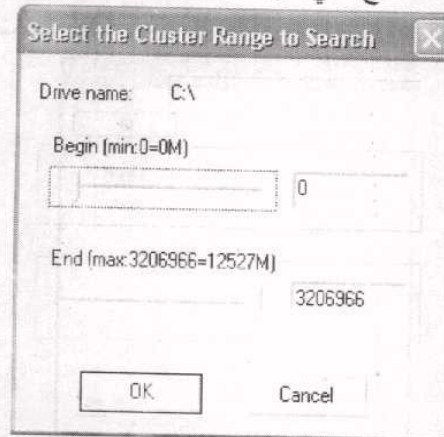 Select the Cluster Range to Search
Drive name: C:\
Begin (min:0=0M)
0
End (max:3206966=12527M)
3206966
OK
Cancel